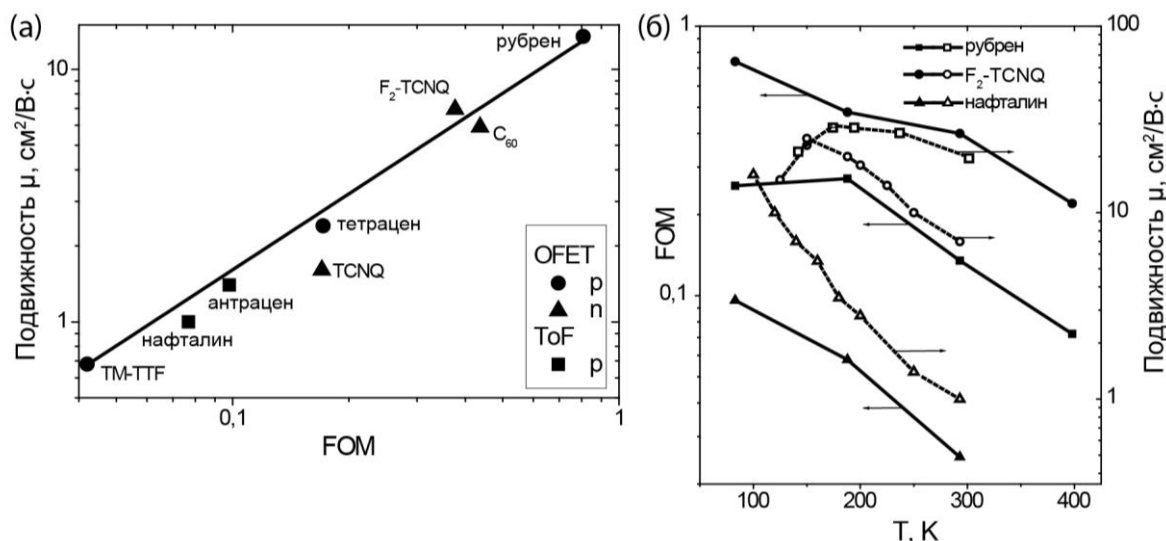 (а)
Подвижность μ, см²/В·с
10
1
рубрен
F₂-TCNQ
C₆₀
тетрацен
TCNQ
антрацен
нафталин
TM-TTF
OFET
p
n
ToF
p
0,1
1
FOM
(б)
1
FOM
0,1
рубрен
F₂-TCNQ
нафталин
100
10
1
Подвижность μ, см²/В·с
100 200 300 400
T, K